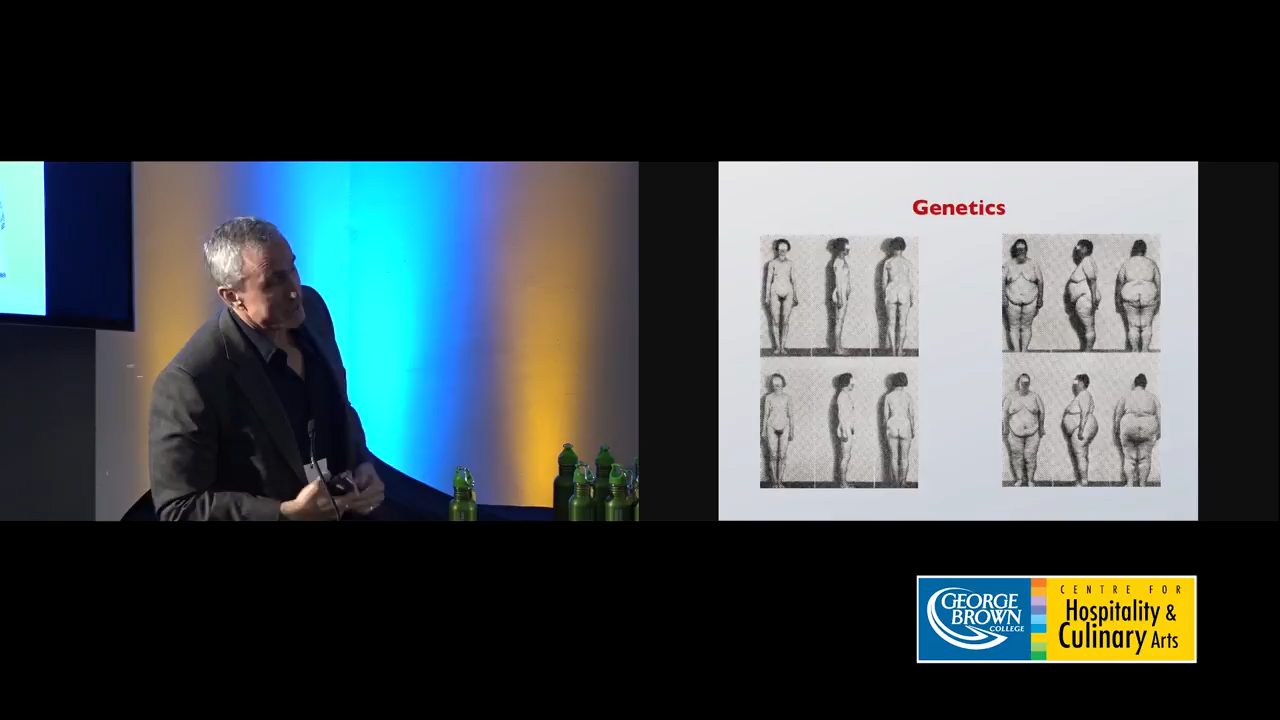 Genetics
GEORGE
BROWN
COLLEGE
CENTRE FOR
Hospitality &
Culinary Arts